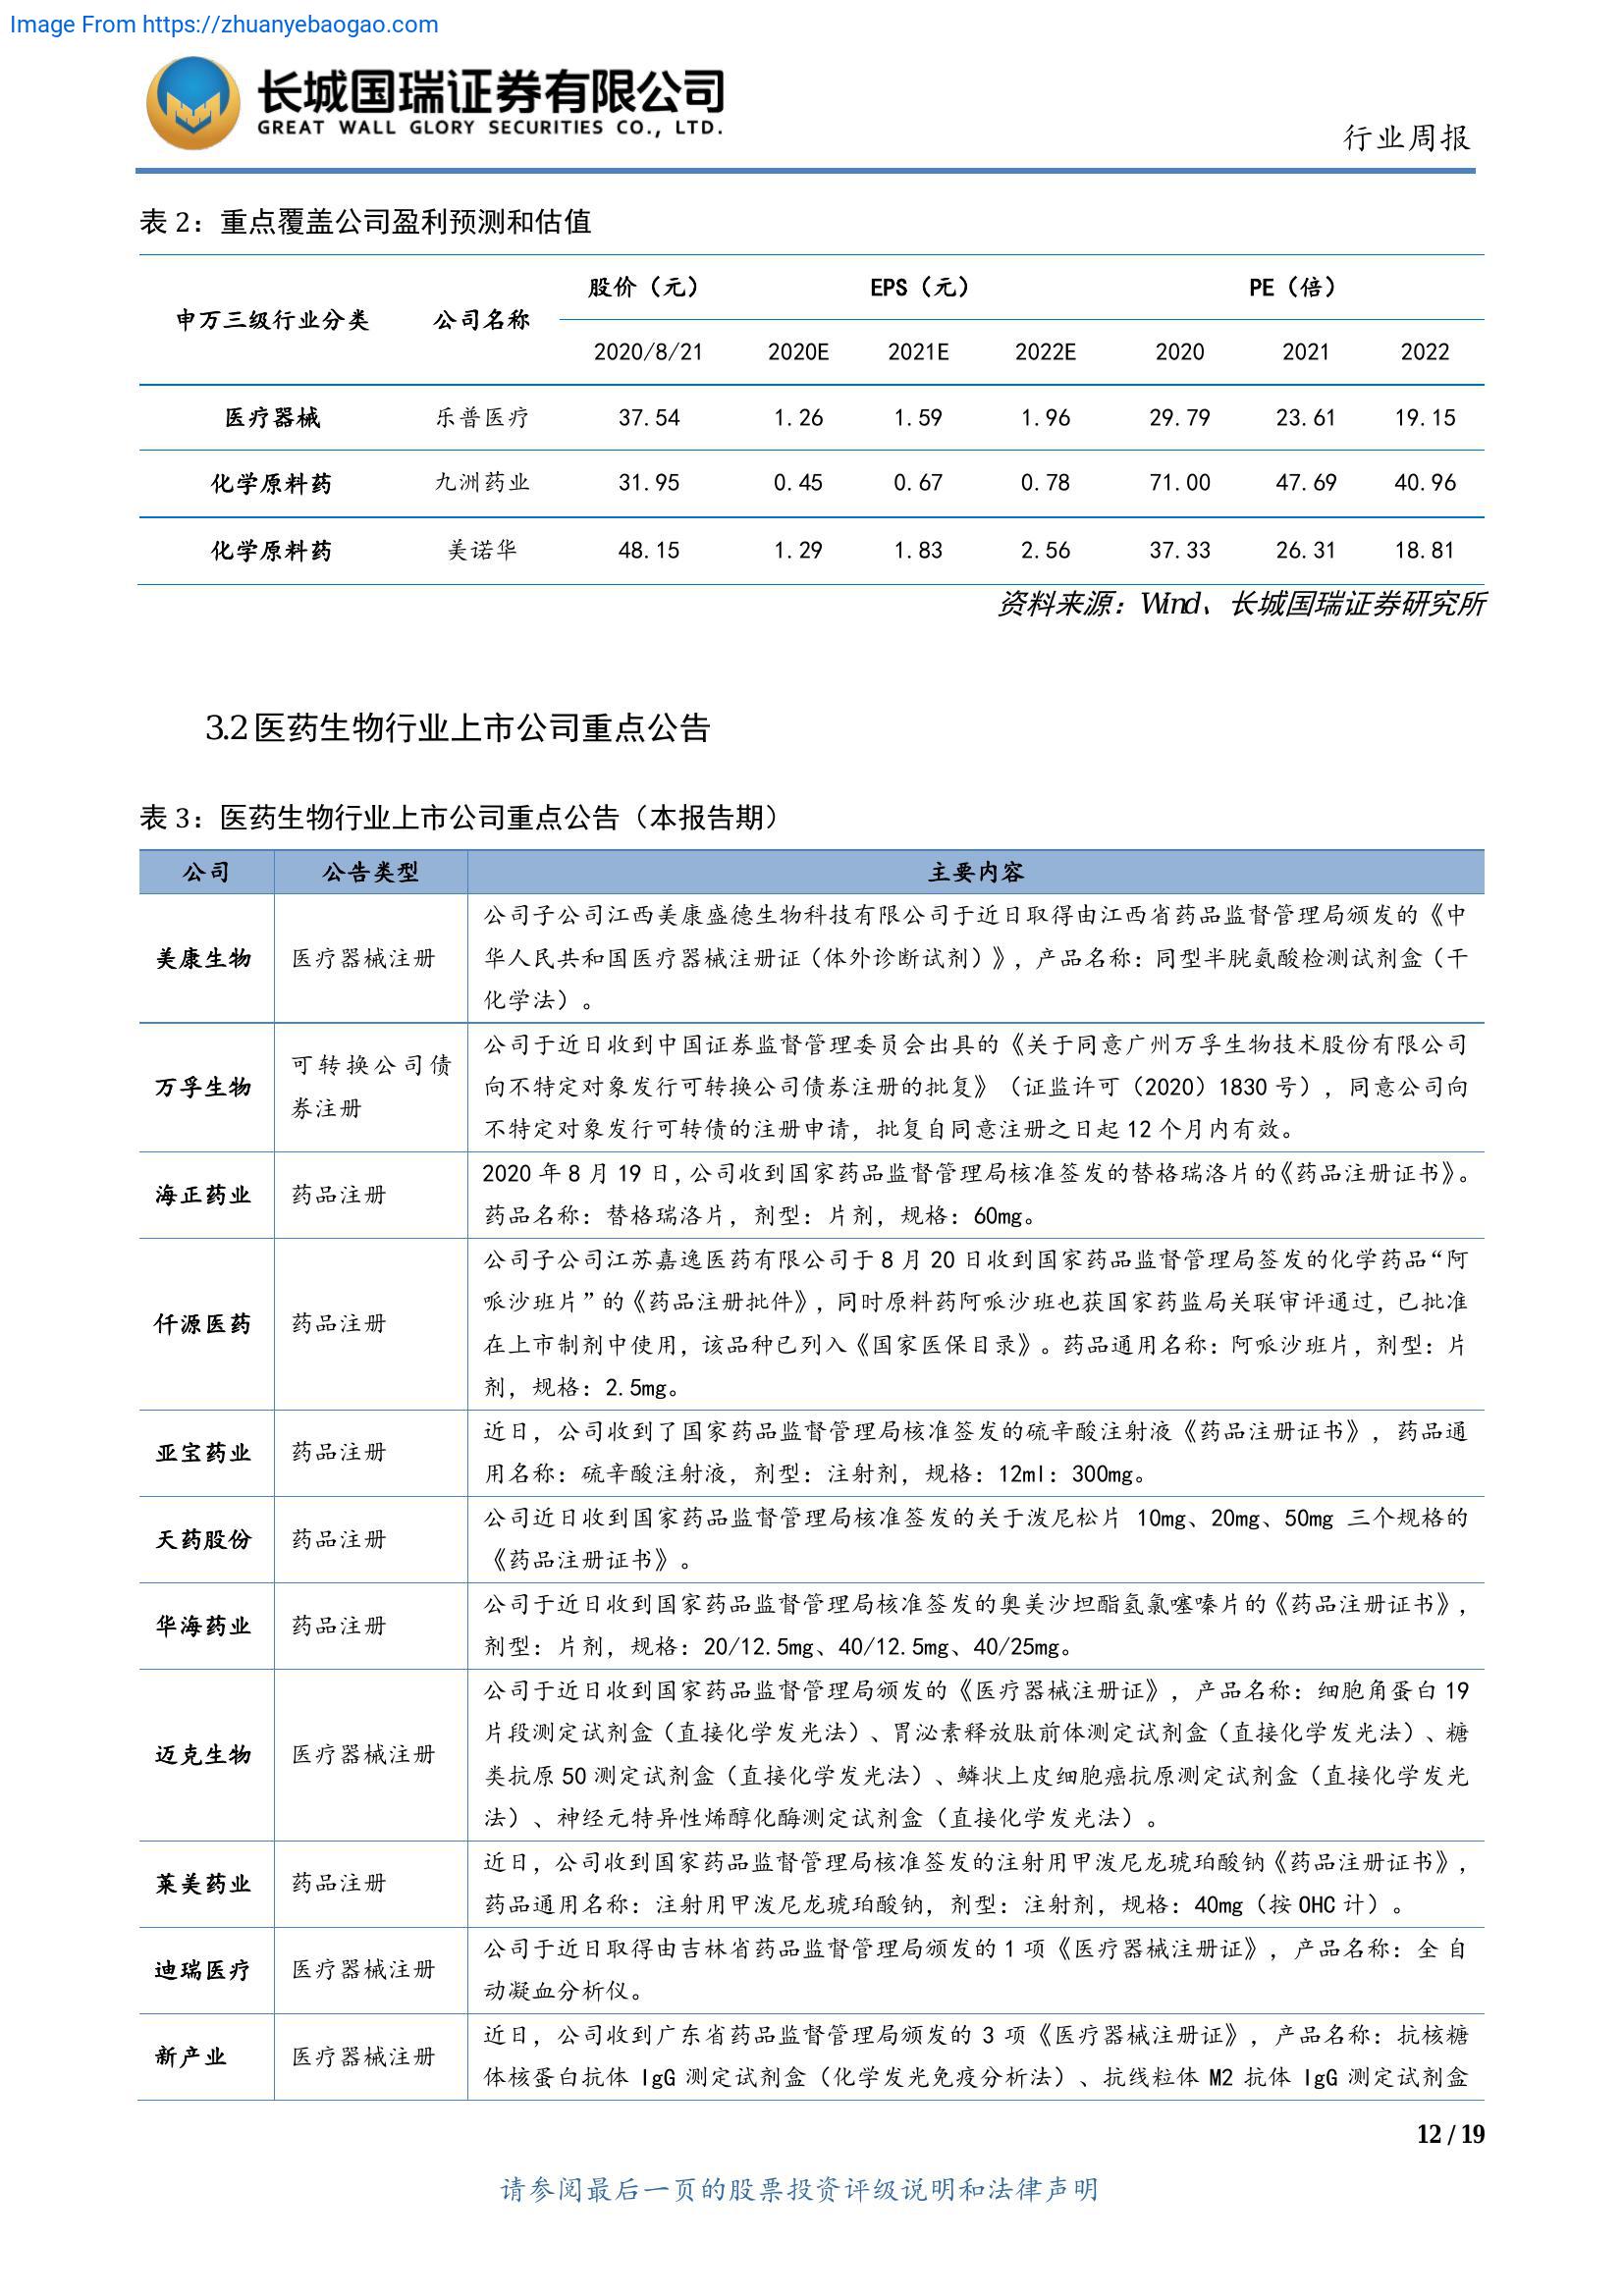 Image From https://zhuanyebaogao.com
长城国瑞证券有限公司
GREAT WALL GLORY SECURITIES CO., LTD.
行业周报
表 2：重点覆盖公司盈利预测和估值
申万三级行业分类 公司名称 股价（元） EPS（元） PE（倍）
2020/8/21 2020E 2021E 2022E 2020 2021 2022
医疗器械 乐普医疗 37.54 1.26 1.59 1.96 29.79 23.61 19.15
化学原料药 九洲药业 31.95 0.45 0.67 0.78 71.00 47.69 40.96
化学原料药 美诺华 48.15 1.29 1.83 2.56 37.33 26.31 18.81
资料来源：Wind、长城国瑞证券研究所
3.2 医药生物行业上市公司重点公告
表 3：医药生物行业上市公司重点公告（本报告期）
公司 公告类型 主要内容
美康生物 医疗器械注册
公司子公司江西美康盛德生物科技有限公司于近日取得由江西省药品监督管理局颁发的《中
华人民共和国医疗器械注册证（体外诊断试剂）》，产品名称：同型半胱氨酸检测试剂盒（干
化学法）。
万孚生物
可转换公司债
券注册
公司于近日收到中国证券监督管理委员会出具的《关于同意广州万孚生物技术股份有限公司
向不特定对象发行可转换公司债券注册的批复》（证监许可（2020）1830 号），同意公司向
不特定对象发行可转债的注册申请，批复自同意注册之日起 12 个月内有效。
海正药业 药品注册
2020 年 8 月 19 日，公司收到国家药品监督管理局核准签发的替格瑞洛片的《药品注册证书》。
药品名称：替格瑞洛片，剂型：片剂，规格：60mg。
仟源医药 药品注册
公司子公司江苏嘉逸医药有限公司于 8 月 20 日收到国家药品监督管理局签发的化学药品“阿
哌沙班片”的《药品注册批件》，同时原料药阿哌沙班也获国家药监局关联审评通过，已批准
在上市制剂中使用，该品种已列入《国家医保目录》。药品通用名称：阿哌沙班片，剂型：片
剂，规格：2.5mg。
亚宝药业 药品注册
近日，公司收到了国家药品监督管理局核准签发的硫辛酸注射液《药品注册证书》，药品通
用名称：硫辛酸注射液，剂型：注射剂，规格：12ml：300mg。
天药股份 药品注册
公司近日收到国家药品监督管理局核准签发的关于泼尼松片 10mg、20mg、50mg 三个规格的
《药品注册证书》。
华海药业 药品注册
公司于近日收到国家药品监督管理局核准签发的奥美沙坦酯氢氯噻嗪片的《药品注册证书》，
剂型：片剂，规格：20/12.5mg、40/12.5mg、40/25mg。
迈克生物 医疗器械注册
公司于近日收到国家药品监督管理局颁发的《医疗器械注册证》，产品名称：细胞角蛋白 19
片段测定试剂盒（直接化学发光法）、胃泌素释放肽前体测定试剂盒（直接化学发光法）、糖
类抗原 50 测定试剂盒（直接化学发光法）、鳞状上皮细胞癌抗原测定试剂盒（直接化学发光
法）、神经元特异性烯醇化酶测定试剂盒（直接化学发光法）。
莱美药业 药品注册
近日，公司收到国家药品监督管理局核准签发的注射用甲泼尼龙琥珀酸钠《药品注册证书》，
药品通用名称：注射用甲泼尼龙琥珀酸钠，剂型：注射剂，规格：40mg（按 OHC 计）。
迪瑞医疗 医疗器械注册
公司于近日取得由吉林省药品监督管理局颁发的 1 项《医疗器械注册证》，产品名称：全 自
动凝血分析仪。
新产业 医疗器械注册
近日，公司收到广东省药品监督管理局颁发的 3 项《医疗器械注册证》，产品名称：抗核糖
体核蛋白抗体 IgG 测定试剂盒（化学发光免疫分析法）、抗线粒体 M2 抗体 IgG 测定试剂盒
12 / 19
请参阅最后一页的股票投资评级说明和法律声明